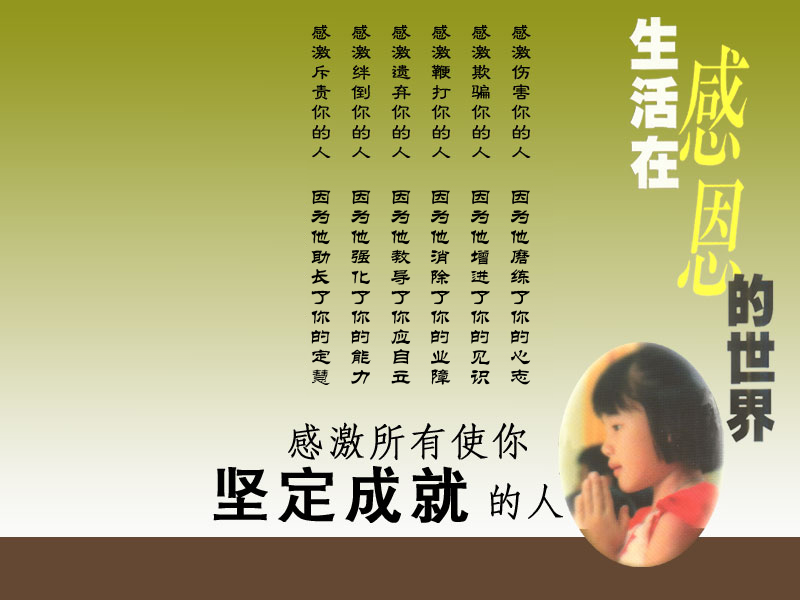 生活在
感恩
的世界
感激伤害你的人 因为他磨练了你的心志
感激欺骗你的人 因为他增进了你的见识
感激鞭打你的人 因为他消除了你的业障
感激遗弃你的人 因为他教导了你应自立
感激绊倒你的人 因为他强化了你的能力
感激斥责你的人 因为他助长了你的定慧
感激所有使你
坚定成就的人